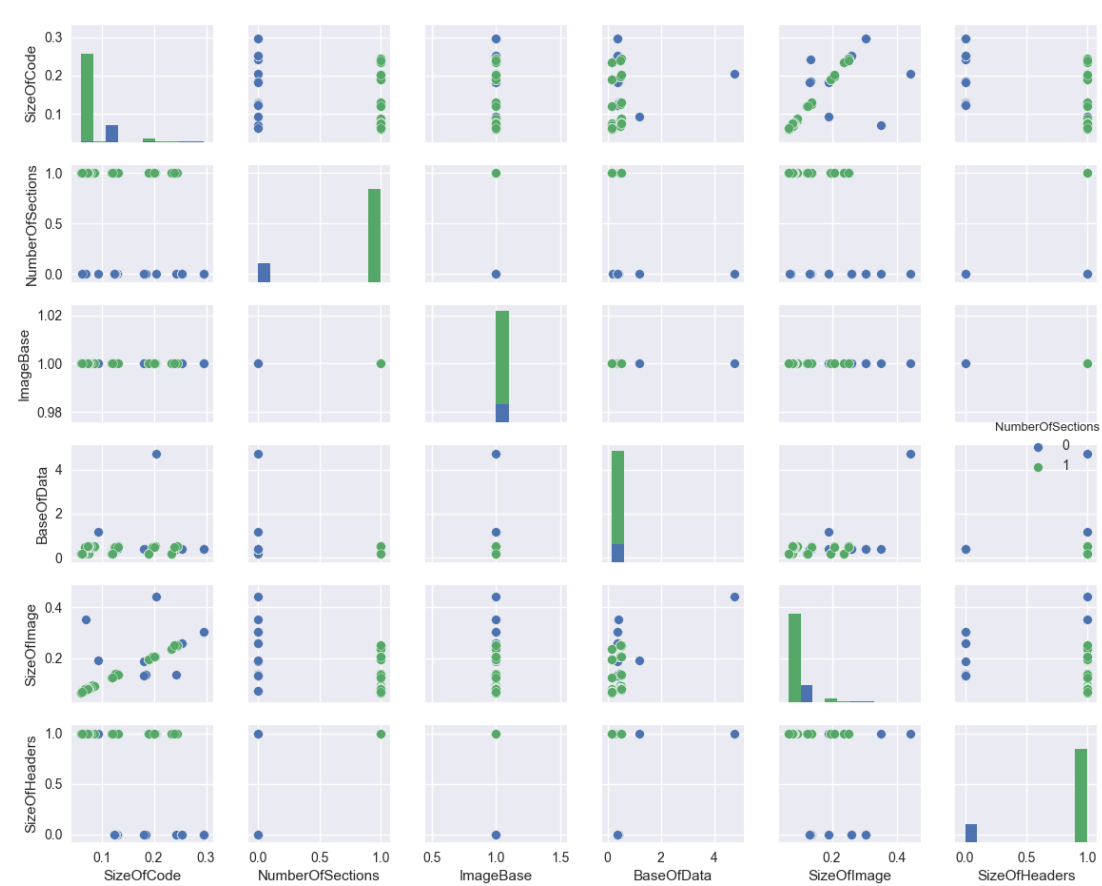 0.3
0.2
0.1
SizeOfCode
1.0
0.5
0.0
NumberOfSections
1.02
1.00
0.98
ImageBase
NumberOfSections
0
1
4
2
0
BaseOfData
0.4
0.2
SizeOfImage
1.0
0.5
0.0
SizeOfHeaders
0.1 0.2 0.3 0.0 0.5 1.0 0.5 1.0 1.5 0 2 4 0.2 0.4 0.0 0.5 1.0
SizeOfCode NumberOfSections ImageBase BaseOfData SizeOfImage SizeOfHeaders